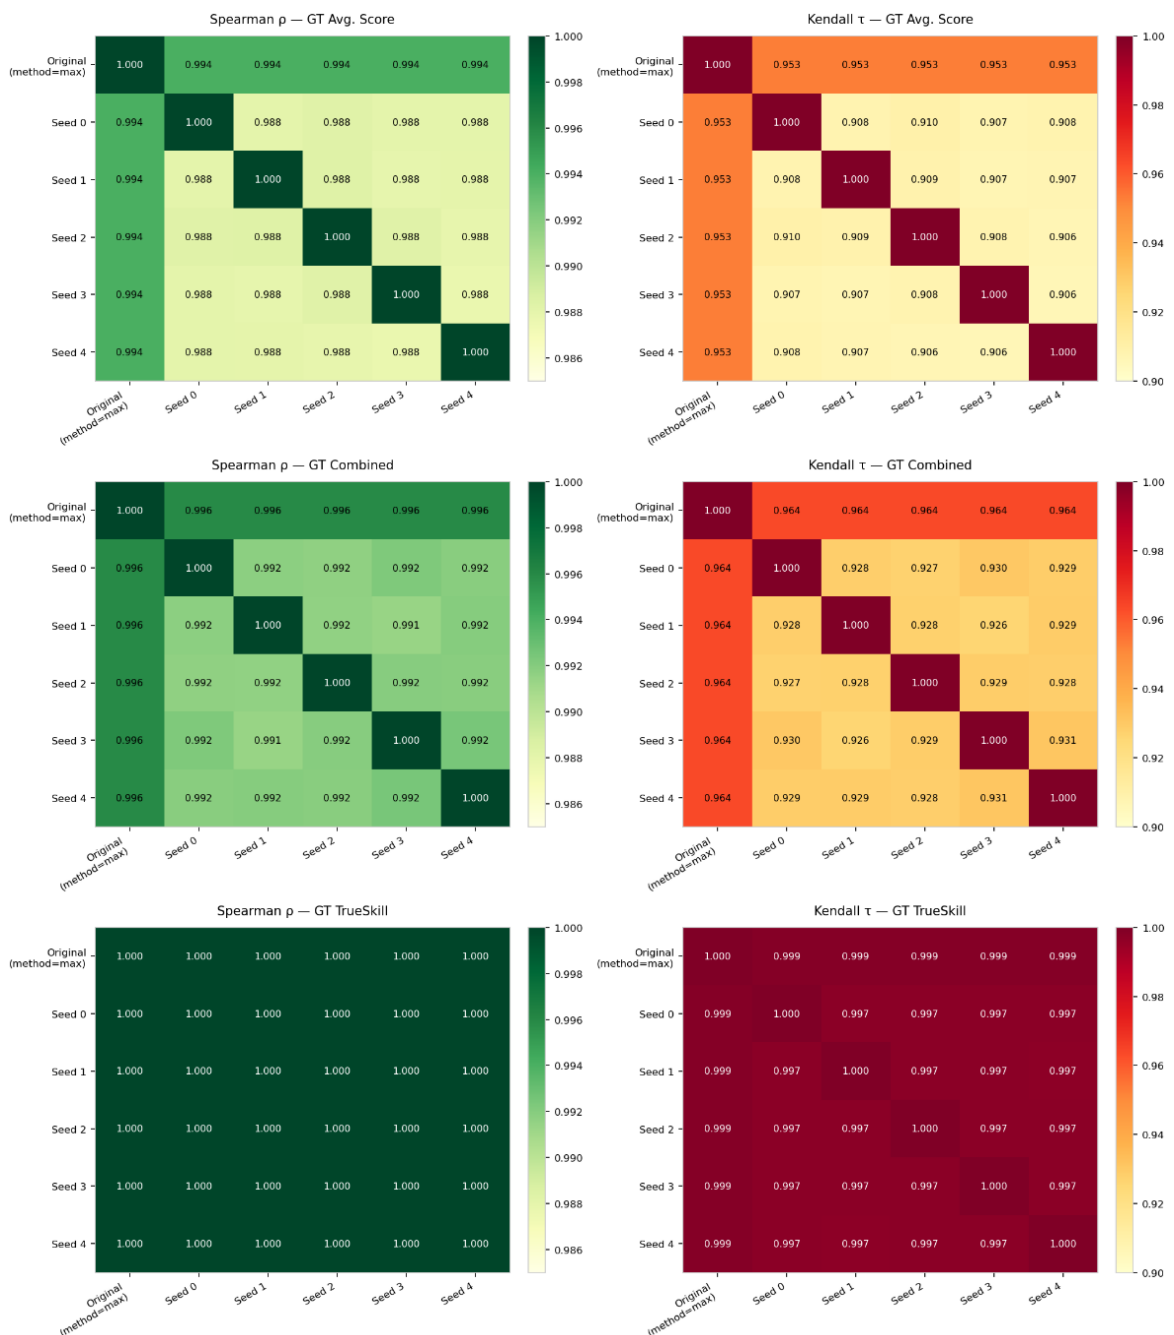 Spearman ρ — GT Avg. Score
Original
(method=max)
1.000 0.994 0.994 0.994 0.994 0.994
Seed 0 0.994 1.000 0.988 0.988 0.988 0.988
Seed 1 0.994 0.988 1.000 0.988 0.988 0.988
Seed 2 0.994 0.988 0.988 1.000 0.988 0.988
Seed 3 0.994 0.988 0.988 0.988 1.000 0.988
Seed 4 0.994 0.988 0.988 0.988 0.988 1.000
Original
(method=max)
Seed 0 Seed 1 Seed 2 Seed 3 Seed 4
1.000
0.998
0.996
0.994
0.992
0.990
0.988
0.986
Kendall τ — GT Avg. Score
Original
(method=max)
1.000 0.953 0.953 0.953 0.953 0.953
Seed 0 0.953 1.000 0.908 0.910 0.907 0.908
Seed 1 0.953 0.908 1.000 0.909 0.907 0.907
Seed 2 0.953 0.910 0.909 1.000 0.908 0.906
Seed 3 0.953 0.907 0.907 0.908 1.000 0.906
Seed 4 0.953 0.908 0.907 0.906 0.906 1.000
Original
(method=max)
Seed 0 Seed 1 Seed 2 Seed 3 Seed 4
1.00
0.98
0.96
0.94
0.92
0.90
Spearman ρ — GT Combined
Original
(method=max)
1.000 0.996 0.996 0.996 0.996 0.996
Seed 0 0.996 1.000 0.992 0.992 0.992 0.992
Seed 1 0.996 0.992 1.000 0.992 0.991 0.992
Seed 2 0.996 0.992 0.992 1.000 0.992 0.992
Seed 3 0.996 0.992 0.991 0.992 1.000 0.992
Seed 4 0.996 0.992 0.992 0.992 0.992 1.000
Original
(method=max)
Seed 0 Seed 1 Seed 2 Seed 3 Seed 4
1.000
0.998
0.996
0.994
0.992
0.990
0.988
0.986
Kendall τ — GT Combined
Original
(method=max)
1.000 0.964 0.964 0.964 0.964 0.964
Seed 0 0.964 1.000 0.928 0.927 0.930 0.929
Seed 1 0.964 0.928 1.000 0.928 0.926 0.929
Seed 2 0.964 0.927 0.928 1.000 0.929 0.928
Seed 3 0.964 0.930 0.926 0.929 1.000 0.931
Seed 4 0.964 0.929 0.929 0.928 0.931 1.000
Original
(method=max)
Seed 0 Seed 1 Seed 2 Seed 3 Seed 4
1.00
0.98
0.96
0.94
0.92
0.90
Spearman ρ — GT TrueSkill
Original
(method=max)
1.000 1.000 1.000 1.000 1.000 1.000
Seed 0 1.000 1.000 1.000 1.000 1.000 1.000
Seed 1 1.000 1.000 1.000 1.000 1.000 1.000
Seed 2 1.000 1.000 1.000 1.000 1.000 1.000
Seed 3 1.000 1.000 1.000 1.000 1.000 1.000
Seed 4 1.000 1.000 1.000 1.000 1.000 1.000
Original
(method=max)
Seed 0 Seed 1 Seed 2 Seed 3 Seed 4
1.000
0.998
0.996
0.994
0.992
0.990
0.988
0.986
Kendall τ — GT TrueSkill
Original
(method=max)
1.000 0.999 0.999 0.999 0.999 0.999
Seed 0 0.999 1.000 0.997 0.997 0.997 0.997
Seed 1 0.999 0.997 1.000 0.997 0.997 0.997
Seed 2 0.999 0.997 0.997 1.000 0.997 0.997
Seed 3 0.999 0.997 0.997 0.997 1.000 0.997
Seed 4 0.999 0.997 0.997 0.997 0.997 1.000
Original
(method=max)
Seed 0 Seed 1 Seed 2 Seed 3 Seed 4
1.00
0.98
0.96
0.94
0.92
0.90